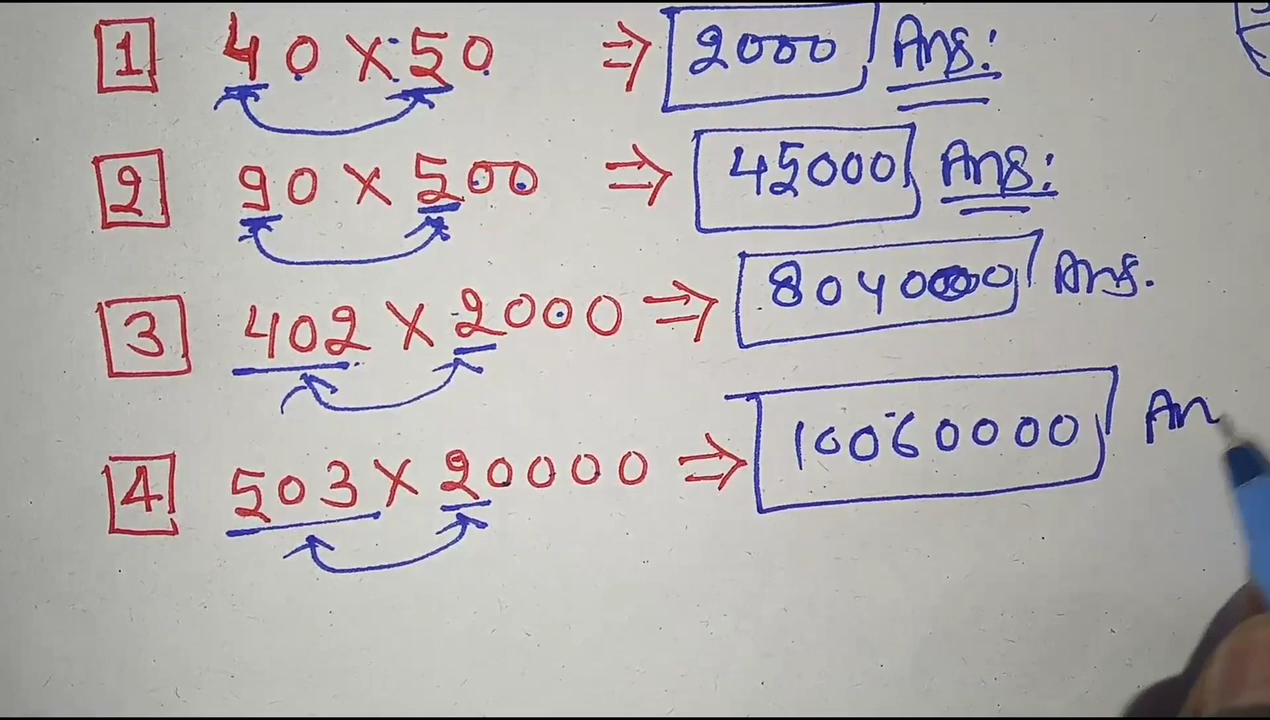 1 40 × 50 ⇒ 2000 Ans:
2 90 × 500 ⇒ 45000 Ans:
3 402 × 2000 ⇒ 804000 Ans.
4 503 × 20000 ⇒ 10060000 An